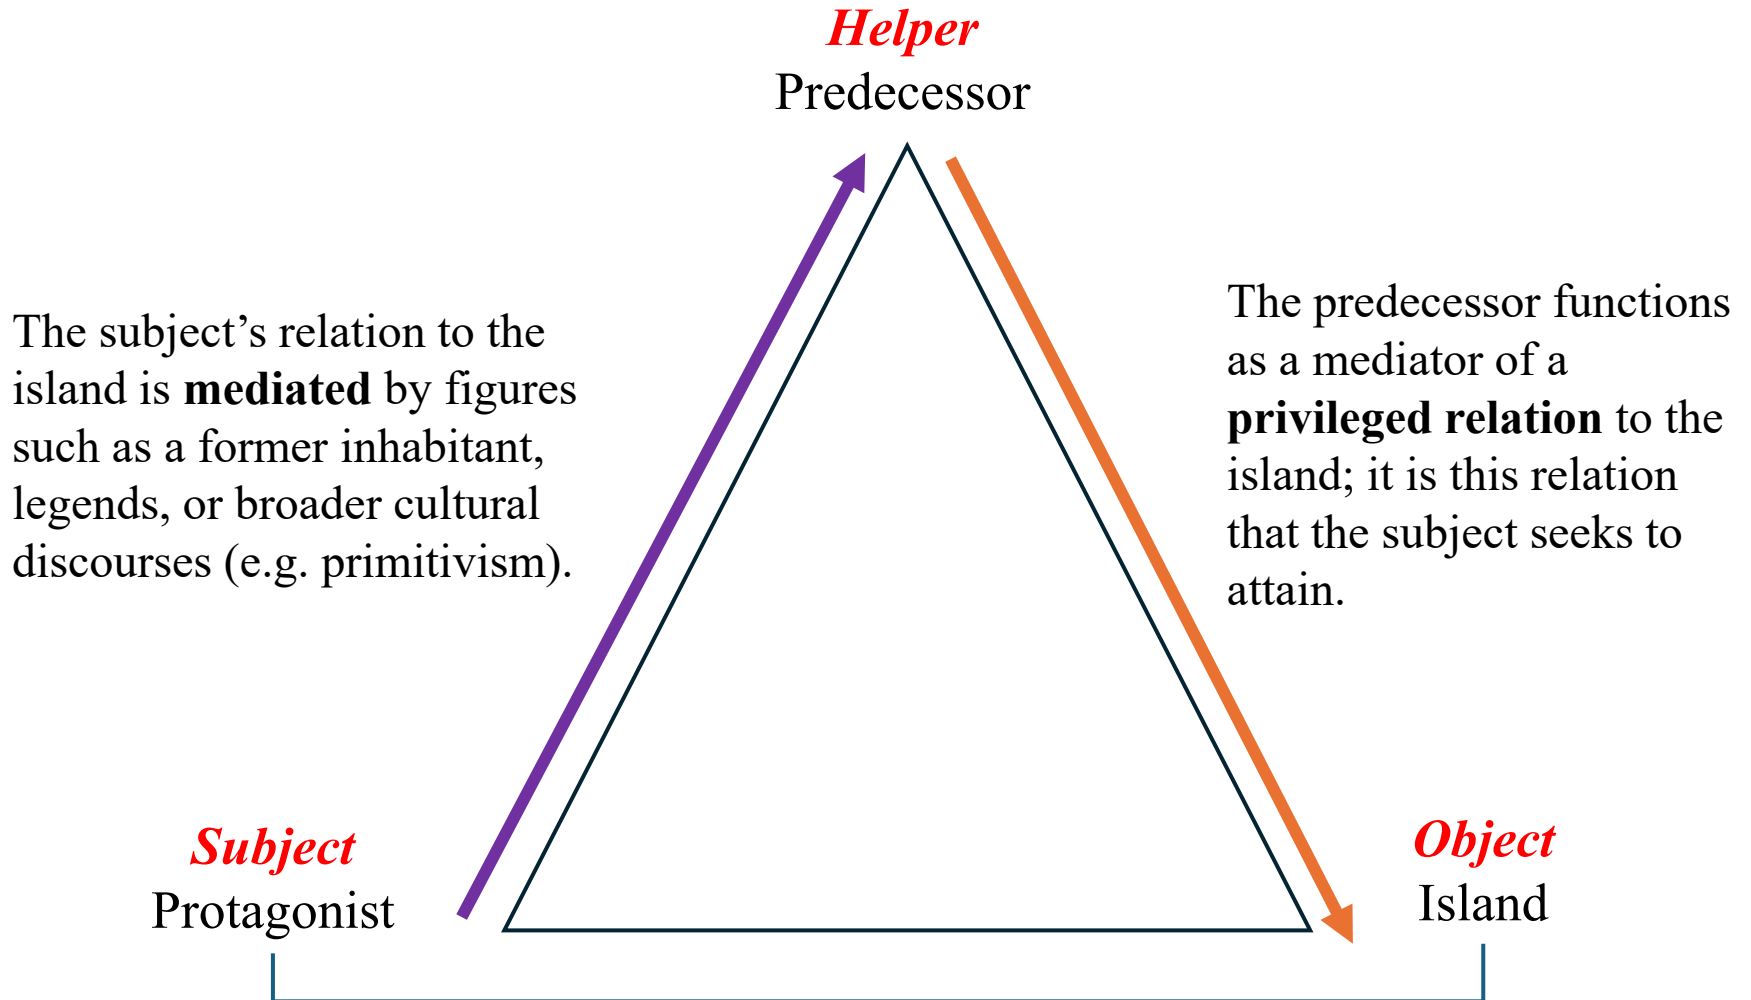 Helper
Predecessor
The subject’s relation to the
island is mediated by figures
such as a former inhabitant,
legends, or broader cultural
discourses (e.g. primitivism).
The predecessor functions
as a mediator of a
privileged relation to the
island; it is this relation
that the subject seeks to
attain.
Subject
Protagonist
Object
Island